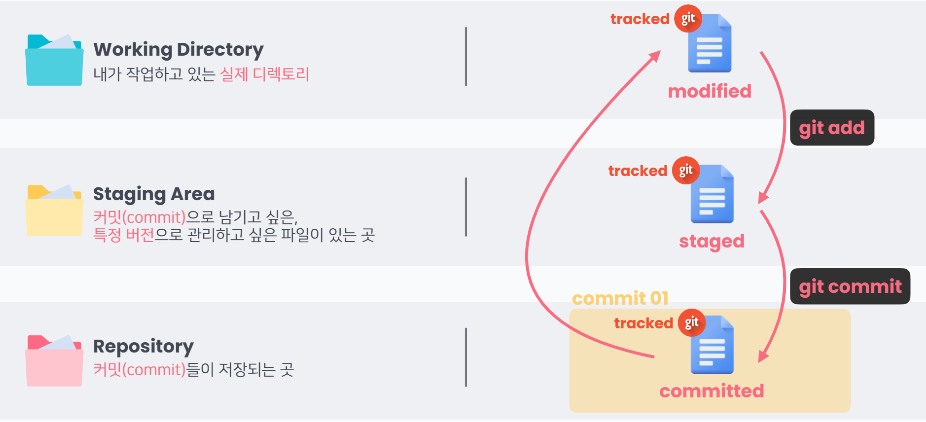 tracked git
modified
Working Directory
내가 작업하고 있는 실제 디렉토리
git add
tracked git
staged
Staging Area
커밋(commit)으로 남기고 싶은,
특정 버전으로 관리하고 싶은 파일이 있는 곳
git commit
commit 01
tracked git
committed
Repository
커밋(commit)들이 저장되는 곳